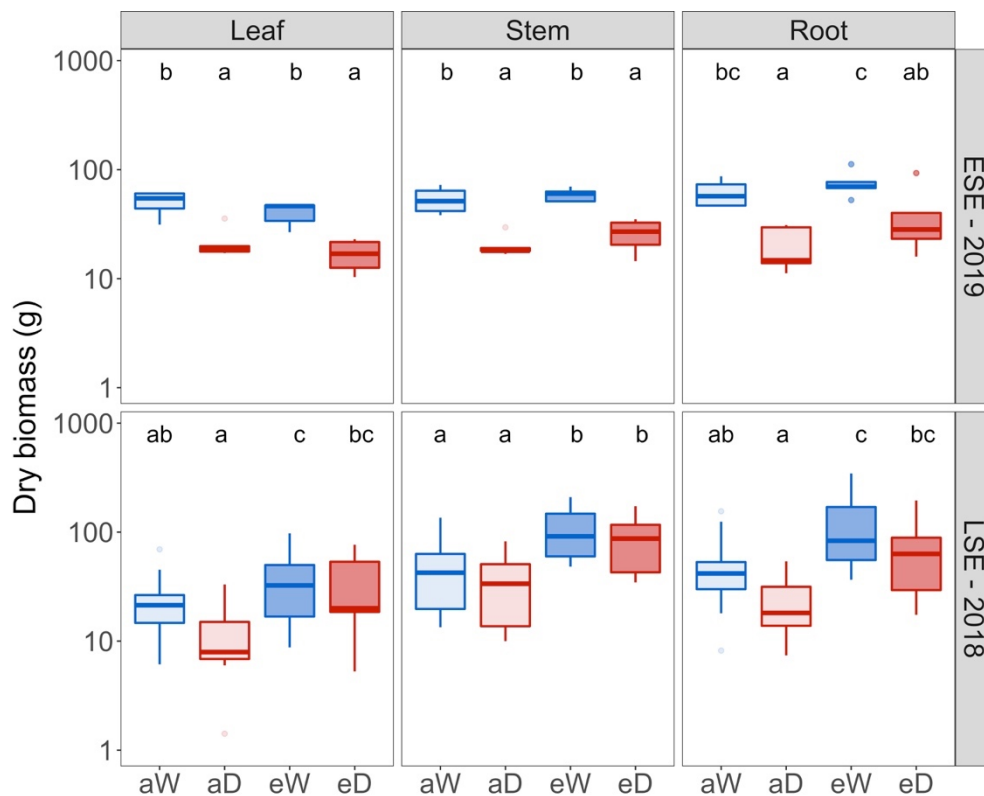 Leaf Stem Root
Dry biomass (g)
1000
100
10
1
b a b a
b a b a
bc a c ab
ESE - 2019
1000
100
10
1
ab a c bc
a a b b
ab a c bc
LSE - 2018
aW aD eW eD
aW aD eW eD
aW aD eW eD